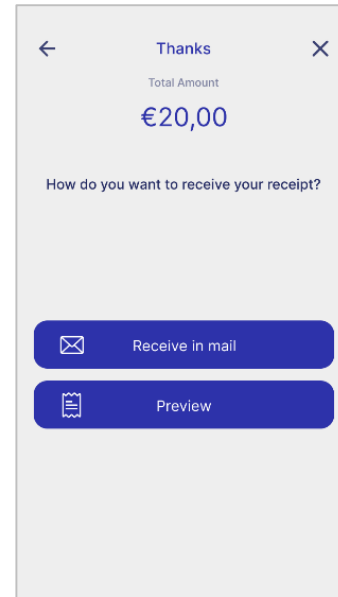 Thanks
Total Amount
€20,00
How do you want to receive your receipt?
Receive in mail
Preview